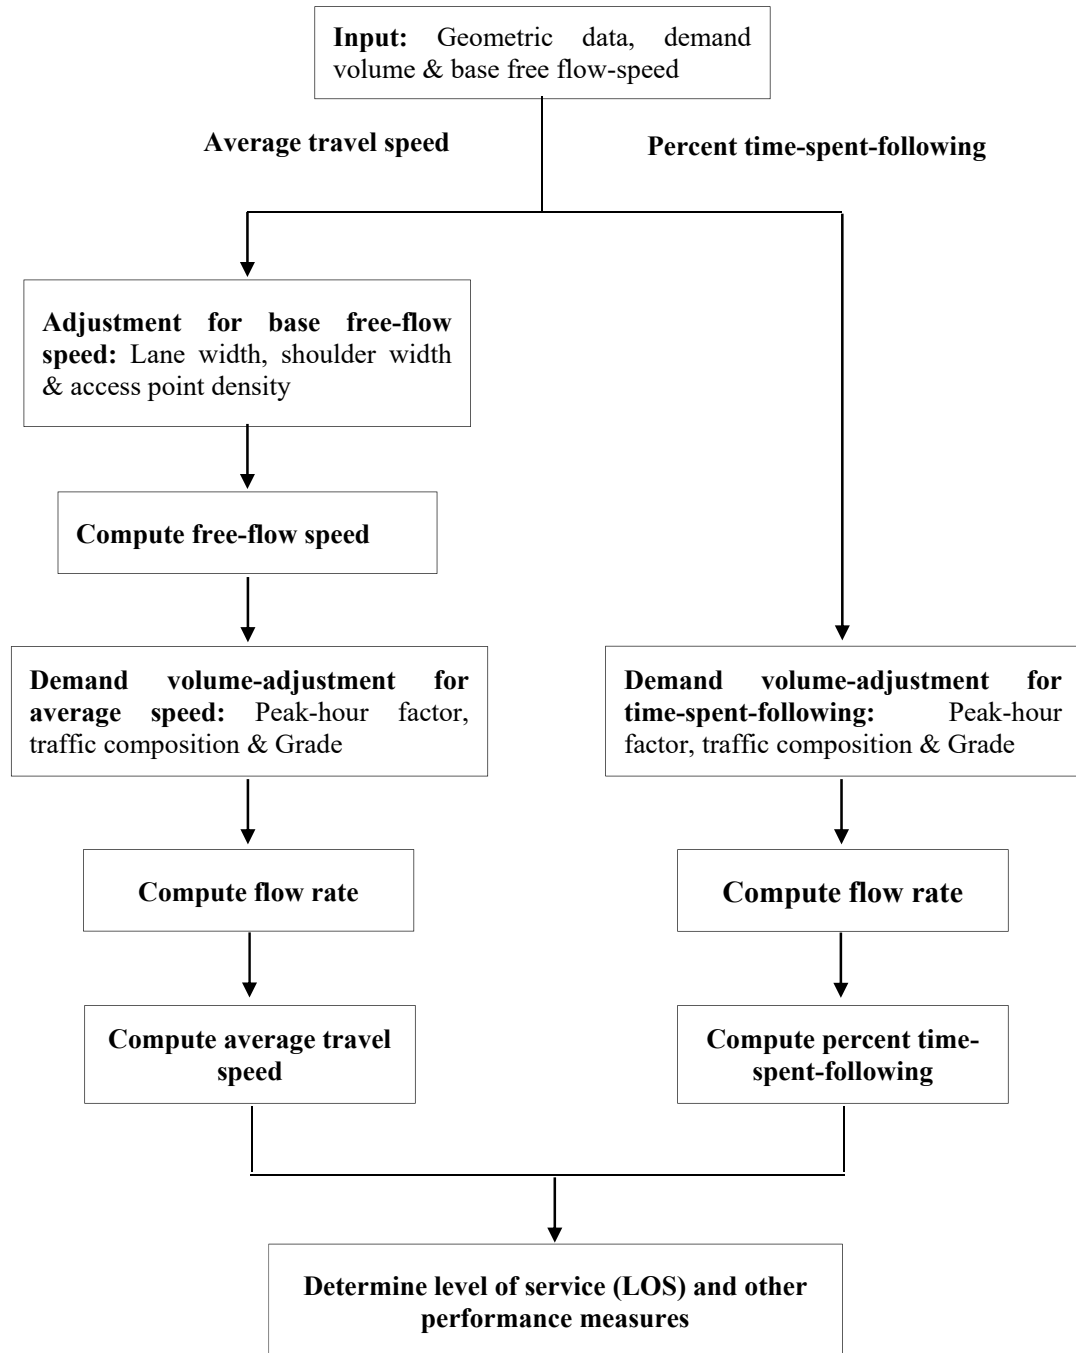 Input: Geometric data, demand
volume & base free flow-speed
Average travel speed
Percent time-spent-following
Adjustment for base free-flow
speed: Lane width, shoulder width
& access point density
Compute free-flow speed
Demand volume-adjustment for
average speed: Peak-hour factor,
traffic composition & Grade
Demand volume-adjustment for
time-spent-following: Peak-hour
factor, traffic composition & Grade
Compute flow rate
Compute flow rate
Compute average travel
speed
Compute percent time-
spent-following
Determine level of service (LOS) and other
performance measures